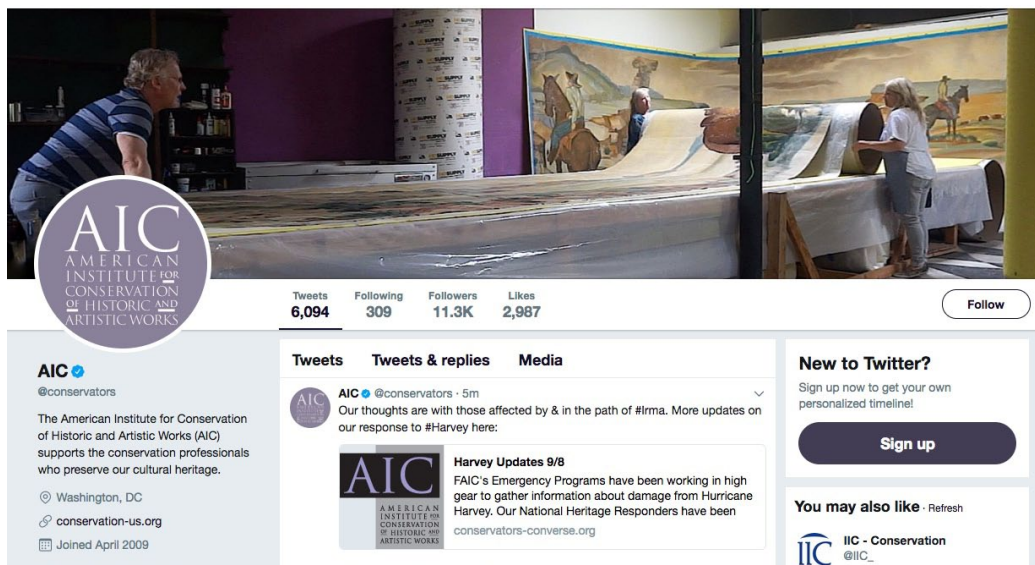 AIC
AMERICAN
INSTITUTE FOR
CONSERVATION
OF HISTORIC AND
ARTISTIC WORKS
Tweets
6,094
Following
309
Followers
11.3K
Likes
2,987
Follow
AIC
@conservators
The American Institute for Conservation
of Historic and Artistic Works (AIC)
supports the conservation professionals
who preserve our cultural heritage.
Washington, DC
conservation-us.org
Joined April 2009
Tweets Tweets & replies Media
AIC @conservators · 5m
Our thoughts are with those affected by & in the path of #Irma. More updates on
our response to #Harvey here:
AIC
AMERICAN
INSTITUTE FOR
CONSERVATION
OF HISTORIC AND
ARTISTIC WORKS
Harvey Updates 9/8
FAIC's Emergency Programs have been working in high
gear to gather information about damage from Hurricane
Harvey. Our National Heritage Responders have been
conservators-converse.org
New to Twitter?
Sign up now to get your own
personalized timeline!
Sign up
You may also like · Refresh
IIC
IIC - Conservation
@IIC_